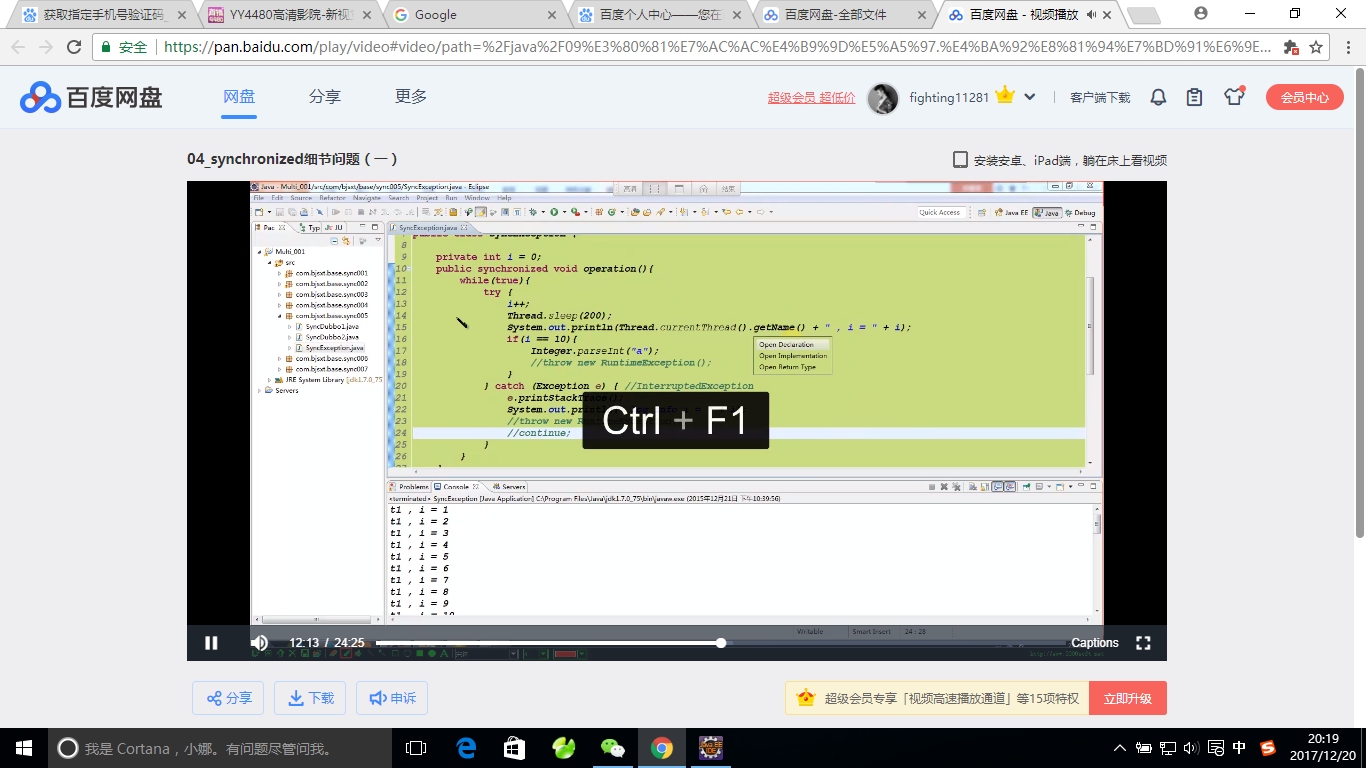 获取指定手机号验证码_
YY4480高清影院-新视
Google
百度个人中心——您在
百度网盘-全部文件
百度网盘 - 视频播放
安全
https://pan.baidu.com/play/video#video/path=%2Fjava%2F09%E3%80%81%E7%AC%AC%E4%B9%9D%E5%A5%97.%E4%BA%92%E8%81%94%E7%BD%91%E6%9E...
百度网盘
网盘
分享
更多
超级会员 超低价
fighting11281
客户端下载
会员中心
04_synchronized细节问题（一）
安装安卓、iPad端，躺在床上看视频
Java - Multi_001/src/com/bjsxt/base/sync005/SyncException.java - Eclipse
File Edit Source Refactor Navigate Search Project Run Window Help
Quick Access
Java EE
Java
Debug
Pac
Typ
JU
SyncException.java
Multi_001
src
com.bjsxt.base.sync001
com.bjsxt.base.sync002
com.bjsxt.base.sync003
com.bjsxt.base.sync004
com.bjsxt.base.sync005
SyncDubbo1.java
SyncDubbo2.java
SyncException.java
com.bjsxt.base.sync006
com.bjsxt.base.sync007
JRE System Library [jdk1.7.0_75
Servers
8
9 private int i = 0;
10 public synchronized void operation(){
11 while(true){
12 try {
13 i++;
14 Thread.sleep(200);
15 System.out.println(Thread.currentThread().getName() + " , i = " + i);
16 if(i == 10){
17 Integer.parseInt("a");
18 //throw new RuntimeException();
19 }
20 } catch (Exception e) { //InterruptedException
21 e.printStackTrace();
22 System.out.
23 //throw new
24 //continue;
25 }
26 }
Open Declaration
Open Implementation
Open Return Type
Ctrl + F1
Problems
Console
Servers
<terminated> SyncException [Java Application] C:\Program Files\Java\jdk1.7.0_75\bin\javaw.exe (2015年12月21日 下午10:39:56)
t1 , i = 1
t1 , i = 2
t1 , i = 3
t1 , i = 4
t1 , i = 5
t1 , i = 6
t1 , i = 7
t1 , i = 8
t1 , i = 9
t1 , i = 10
Writable
Smart Insert
24 : 28
12:13 / 24:25
Captions
分享
下载
申诉
超级会员专享「视频高速播放通道」等15项特权
立即升级
我是 Cortana，小娜。有问题尽管问我。
中
20:19
2017/12/20